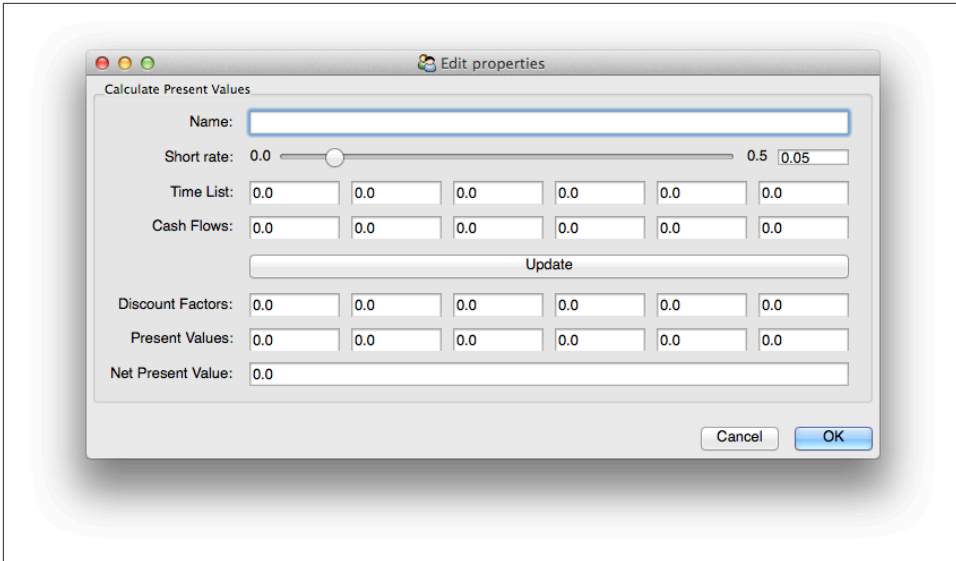 Edit properties
Calculate Present Values
Name:
Short rate: 0.0 0.5 0.05
Time List: 0.0 0.0 0.0 0.0 0.0 0.0
Cash Flows: 0.0 0.0 0.0 0.0 0.0 0.0
Update
Discount Factors: 0.0 0.0 0.0 0.0 0.0 0.0
Present Values: 0.0 0.0 0.0 0.0 0.0 0.0
Net Present Value: 0.0
Cancel OK